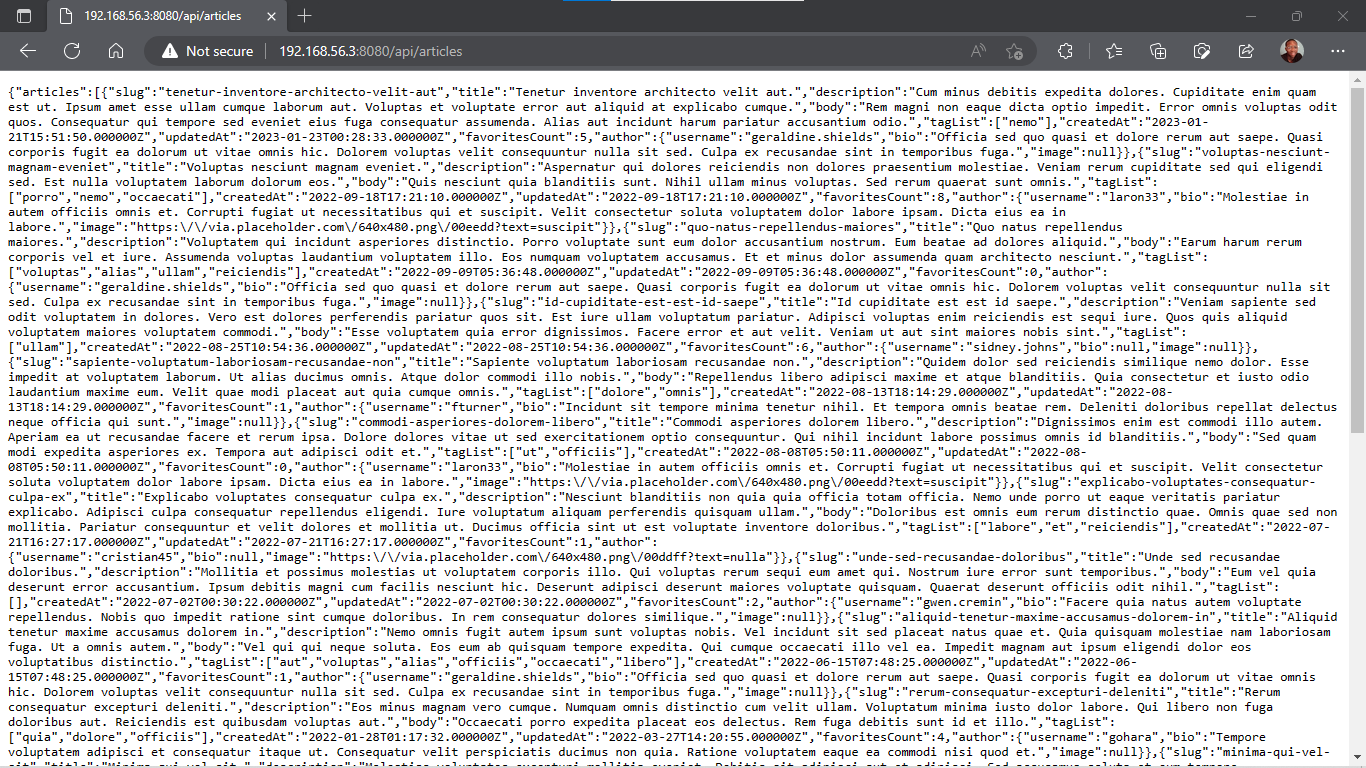 192.168.56.3:8080/api/articles
Not secure
192.168.56.3:8080/api/articles
{"articles":[{"slug":"tenetur-inventore-architecto-velit-aut","title":"Tenetur inventore architecto velit aut.","description":"Cum minus debitis expedita dolores. Cupiditate enim quam
est ut. Ipsum amet esse ullam cumque laborum aut. Voluptas et voluptate error aut aliquid at explicabo cumque.","body":"Rem magni non eaque dicta optio impedit. Error omnis voluptas odit
quos. Consequatur qui tempore sed eveniet eius fuga consequatur assumenda. Alias aut incidunt harum pariatur accusantium odio.","tagList":["nemo"],"createdAt":"2023-01-
21T15:51:50.000000Z","updatedAt":"2023-01-23T00:28:33.000000Z","favoritesCount":5,"author":{"username":"geraldine.shields","bio":"Officia sed quo quasi et dolore rerum aut saepe. Quasi
corporis fugit ea dolorum ut vitae omnis hic. Dolorem voluptas velit consequuntur nulla sit sed. Culpa ex recusandae sint in temporibus fuga.","image":null}},{"slug":"voluptas-nesciunt-
magnam-eveniet","title":"Voluptas nesciunt magnam eveniet.","description":"Aspernatur qui dolores reiciendis non dolores praesentium molestiae. Veniam rerum cupiditate sed qui eligendi
sed. Est nulla voluptatem laborum dolorum eos.","body":"Quis nesciunt quia blanditiis sunt. Nihil ullam minus voluptas. Sed rerum quaerat sunt omnis.","tagList":
["porro","nemo","occaecati"],"createdAt":"2022-09-18T17:21:10.000000Z","updatedAt":"2022-09-18T17:21:10.000000Z","favoritesCount":8,"author":{"username":"laron33","bio":"Molestiae in
autem officiis omnis et. Corrupti fugiat ut necessitatibus qui et suscipit. Velit consectetur soluta voluptatem dolor labore ipsam. Dicta eius ea in
labore.","image":"https:\/\/via.placeholder.com\/640x480.png\/00eedd?text=suscipit"}},{"slug":"quo-natus-repellendus-maiores","title":"Quo natus repellendus
maiores.","description":"Voluptatem qui incidunt asperiores distinctio. Porro voluptate sunt eum dolor accusantium nostrum. Eum beatae ad dolores aliquid.","body":"Earum harum rerum
corporis vel et iure. Assumenda voluptas laudantium voluptatem illo. Eos numquam voluptatem accusamus. Et et minus dolor assumenda quam architecto nesciunt.","tagList":
["voluptas","alias","ullam","reiciendis"],"createdAt":"2022-09-09T05:36:48.000000Z","updatedAt":"2022-09-09T05:36:48.000000Z","favoritesCount":0,"author":
{"username":"geraldine.shields","bio":"Officia sed quo quasi et dolore rerum aut saepe. Quasi corporis fugit ea dolorum ut vitae omnis hic. Dolorem voluptas velit consequuntur nulla sit
sed. Culpa ex recusandae sint in temporibus fuga.","image":null}},{"slug":"id-cupiditate-est-est-id-saepe","title":"Id cupiditate est est id saepe.","description":"Veniam sapiente sed
odit voluptatem in dolores. Vero est dolores perferendis pariatur quos sit. Est iure ullam voluptatum pariatur. Adipisci voluptas enim reiciendis est sequi iure. Quos quis aliquid
voluptatem maiores voluptatem commodi.","body":"Esse voluptatem quia error dignissimos. Facere error et aut velit. Veniam ut aut sint maiores nobis sint.","tagList":
["ullam"],"createdAt":"2022-08-25T10:54:36.000000Z","updatedAt":"2022-08-25T10:54:36.000000Z","favoritesCount":6,"author":{"username":"sidney.johns","bio":null,"image":null}},
{"slug":"sapiente-voluptatum-laboriosam-recusandae-non","title":"Sapiente voluptatum laboriosam recusandae non.","description":"Quidem dolor sed reiciendis similique nemo dolor. Esse
impedit at voluptatem laborum. Ut alias ducimus omnis. Atque dolor commodi illo nobis.","body":"Repellendus libero adipisci maxime et atque blanditiis. Quia consectetur et iusto odio
laudantium maxime eum. Velit quae modi placeat aut quia cumque omnis.","tagList":["dolore","omnis"],"createdAt":"2022-08-13T18:14:29.000000Z","updatedAt":"2022-08-
13T18:14:29.000000Z","favoritesCount":1,"author":{"username":"fturner","bio":"Incidunt sit tempore minima tenetur nihil. Et tempora omnis beatae rem. Deleniti doloribus repellat delectus
neque officia qui sunt.","image":null}},{"slug":"commodi-asperiores-dolorem-libero","title":"Commodi asperiores dolorem libero.","description":"Dignissimos enim est commodi illo autem.
Aperiam ea ut recusandae facere et rerum ipsa. Dolore dolores vitae ut sed exercitationem optio consequuntur. Qui nihil incidunt labore possimus omnis id blanditiis.","body":"Sed quam
modi expedita asperiores ex. Tempora aut adipisci odit et.","tagList":["ut","officiis"],"createdAt":"2022-08-08T05:50:11.000000Z","updatedAt":"2022-08-
08T05:50:11.000000Z","favoritesCount":0,"author":{"username":"laron33","bio":"Molestiae in autem officiis omnis et. Corrupti fugiat ut necessitatibus qui et suscipit. Velit consectetur
soluta voluptatem dolor labore ipsam. Dicta eius ea in labore.","image":"https:\/\/via.placeholder.com\/640x480.png\/00eedd?text=suscipit"}},{"slug":"explicabo-voluptates-consequatur-
culpa-ex","title":"Explicabo voluptates consequatur culpa ex.","description":"Nesciunt blanditiis non quia quia officia totam officia. Nemo unde porro ut eaque veritatis pariatur
explicabo. Adipisci culpa consequatur repellendus eligendi. Iure voluptatum aliquam perferendis quisquam ullam.","body":"Doloribus est omnis eum rerum distinctio quae. Omnis quae sed non
mollitia. Pariatur consequuntur et velit dolores et mollitia ut. Ducimus officia sint ut est voluptate inventore doloribus.","tagList":["labore","et","reiciendis"],"createdAt":"2022-07-
21T16:27:17.000000Z","updatedAt":"2022-07-21T16:27:17.000000Z","favoritesCount":1,"author":
{"username":"cristian45","bio":null,"image":"https:\/\/via.placeholder.com\/640x480.png\/00ddff?text=nulla"}},{"slug":"unde-sed-recusandae-doloribus","title":"Unde sed recusandae
doloribus.","description":"Mollitia et possimus molestias ut voluptatem corporis illo. Qui voluptas rerum sequi eum amet qui. Nostrum iure error sunt temporibus.","body":"Eum vel quia
deserunt error accusantium. Ipsum debitis magni cum facilis nesciunt hic. Deserunt adipisci deserunt maiores voluptate quisquam. Quaerat deserunt officiis odit nihil.","tagList":
[],"createdAt":"2022-07-02T00:30:22.000000Z","updatedAt":"2022-07-02T00:30:22.000000Z","favoritesCount":2,"author":{"username":"gwen.cremin","bio":"Facere quia natus autem voluptate
repellendus. Nobis quo impedit ratione sint cumque doloribus. In rem consequatur dolores similique.","image":null}},{"slug":"aliquid-tenetur-maxime-accusamus-dolorem-in","title":"Aliquid
tenetur maxime accusamus dolorem in.","description":"Nemo omnis fugit autem ipsum sunt voluptas nobis. Vel incidunt sit sed placeat natus quae et. Quia quisquam molestiae nam laboriosam
fuga. Ut a omnis autem.","body":"Vel qui qui neque soluta. Eos eum ab quisquam tempore expedita. Qui cumque occaecati illo vel ea. Impedit magnam aut ipsum eligendi dolor eos
voluptatibus distinctio.","tagList":["aut","voluptas","alias","officiis","occaecati","libero"],"createdAt":"2022-06-15T07:48:25.000000Z","updatedAt":"2022-06-
15T07:48:25.000000Z","favoritesCount":1,"author":{"username":"geraldine.shields","bio":"Officia sed quo quasi et dolore rerum aut saepe. Quasi corporis fugit ea dolorum ut vitae omnis
hic. Dolorem voluptas velit consequuntur nulla sit sed. Culpa ex recusandae sint in temporibus fuga.","image":null}},{"slug":"rerum-consequatur-excepturi-deleniti","title":"Rerum
consequatur excepturi deleniti.","description":"Eos minus magnam vero cumque. Numquam omnis distinctio cum velit ullam. Voluptatum minima iusto dolor labore. Qui libero non fuga
doloribus aut. Reiciendis est quibusdam voluptas aut.","body":"Occaecati porro expedita placeat eos delectus. Rem fuga debitis sunt id et illo.","tagList":
["quia","dolore","officiis"],"createdAt":"2022-01-28T01:17:32.000000Z","updatedAt":"2022-03-27T14:20:55.000000Z","favoritesCount":4,"author":{"username":"gohara","bio":"Tempore
voluptatem adipisci et consequatur itaque ut. Consequatur velit perspiciatis ducimus non quia. Ratione voluptatem eaque ea commodi nisi quod et.","image":null}},{"slug":"minima-qui-vel-